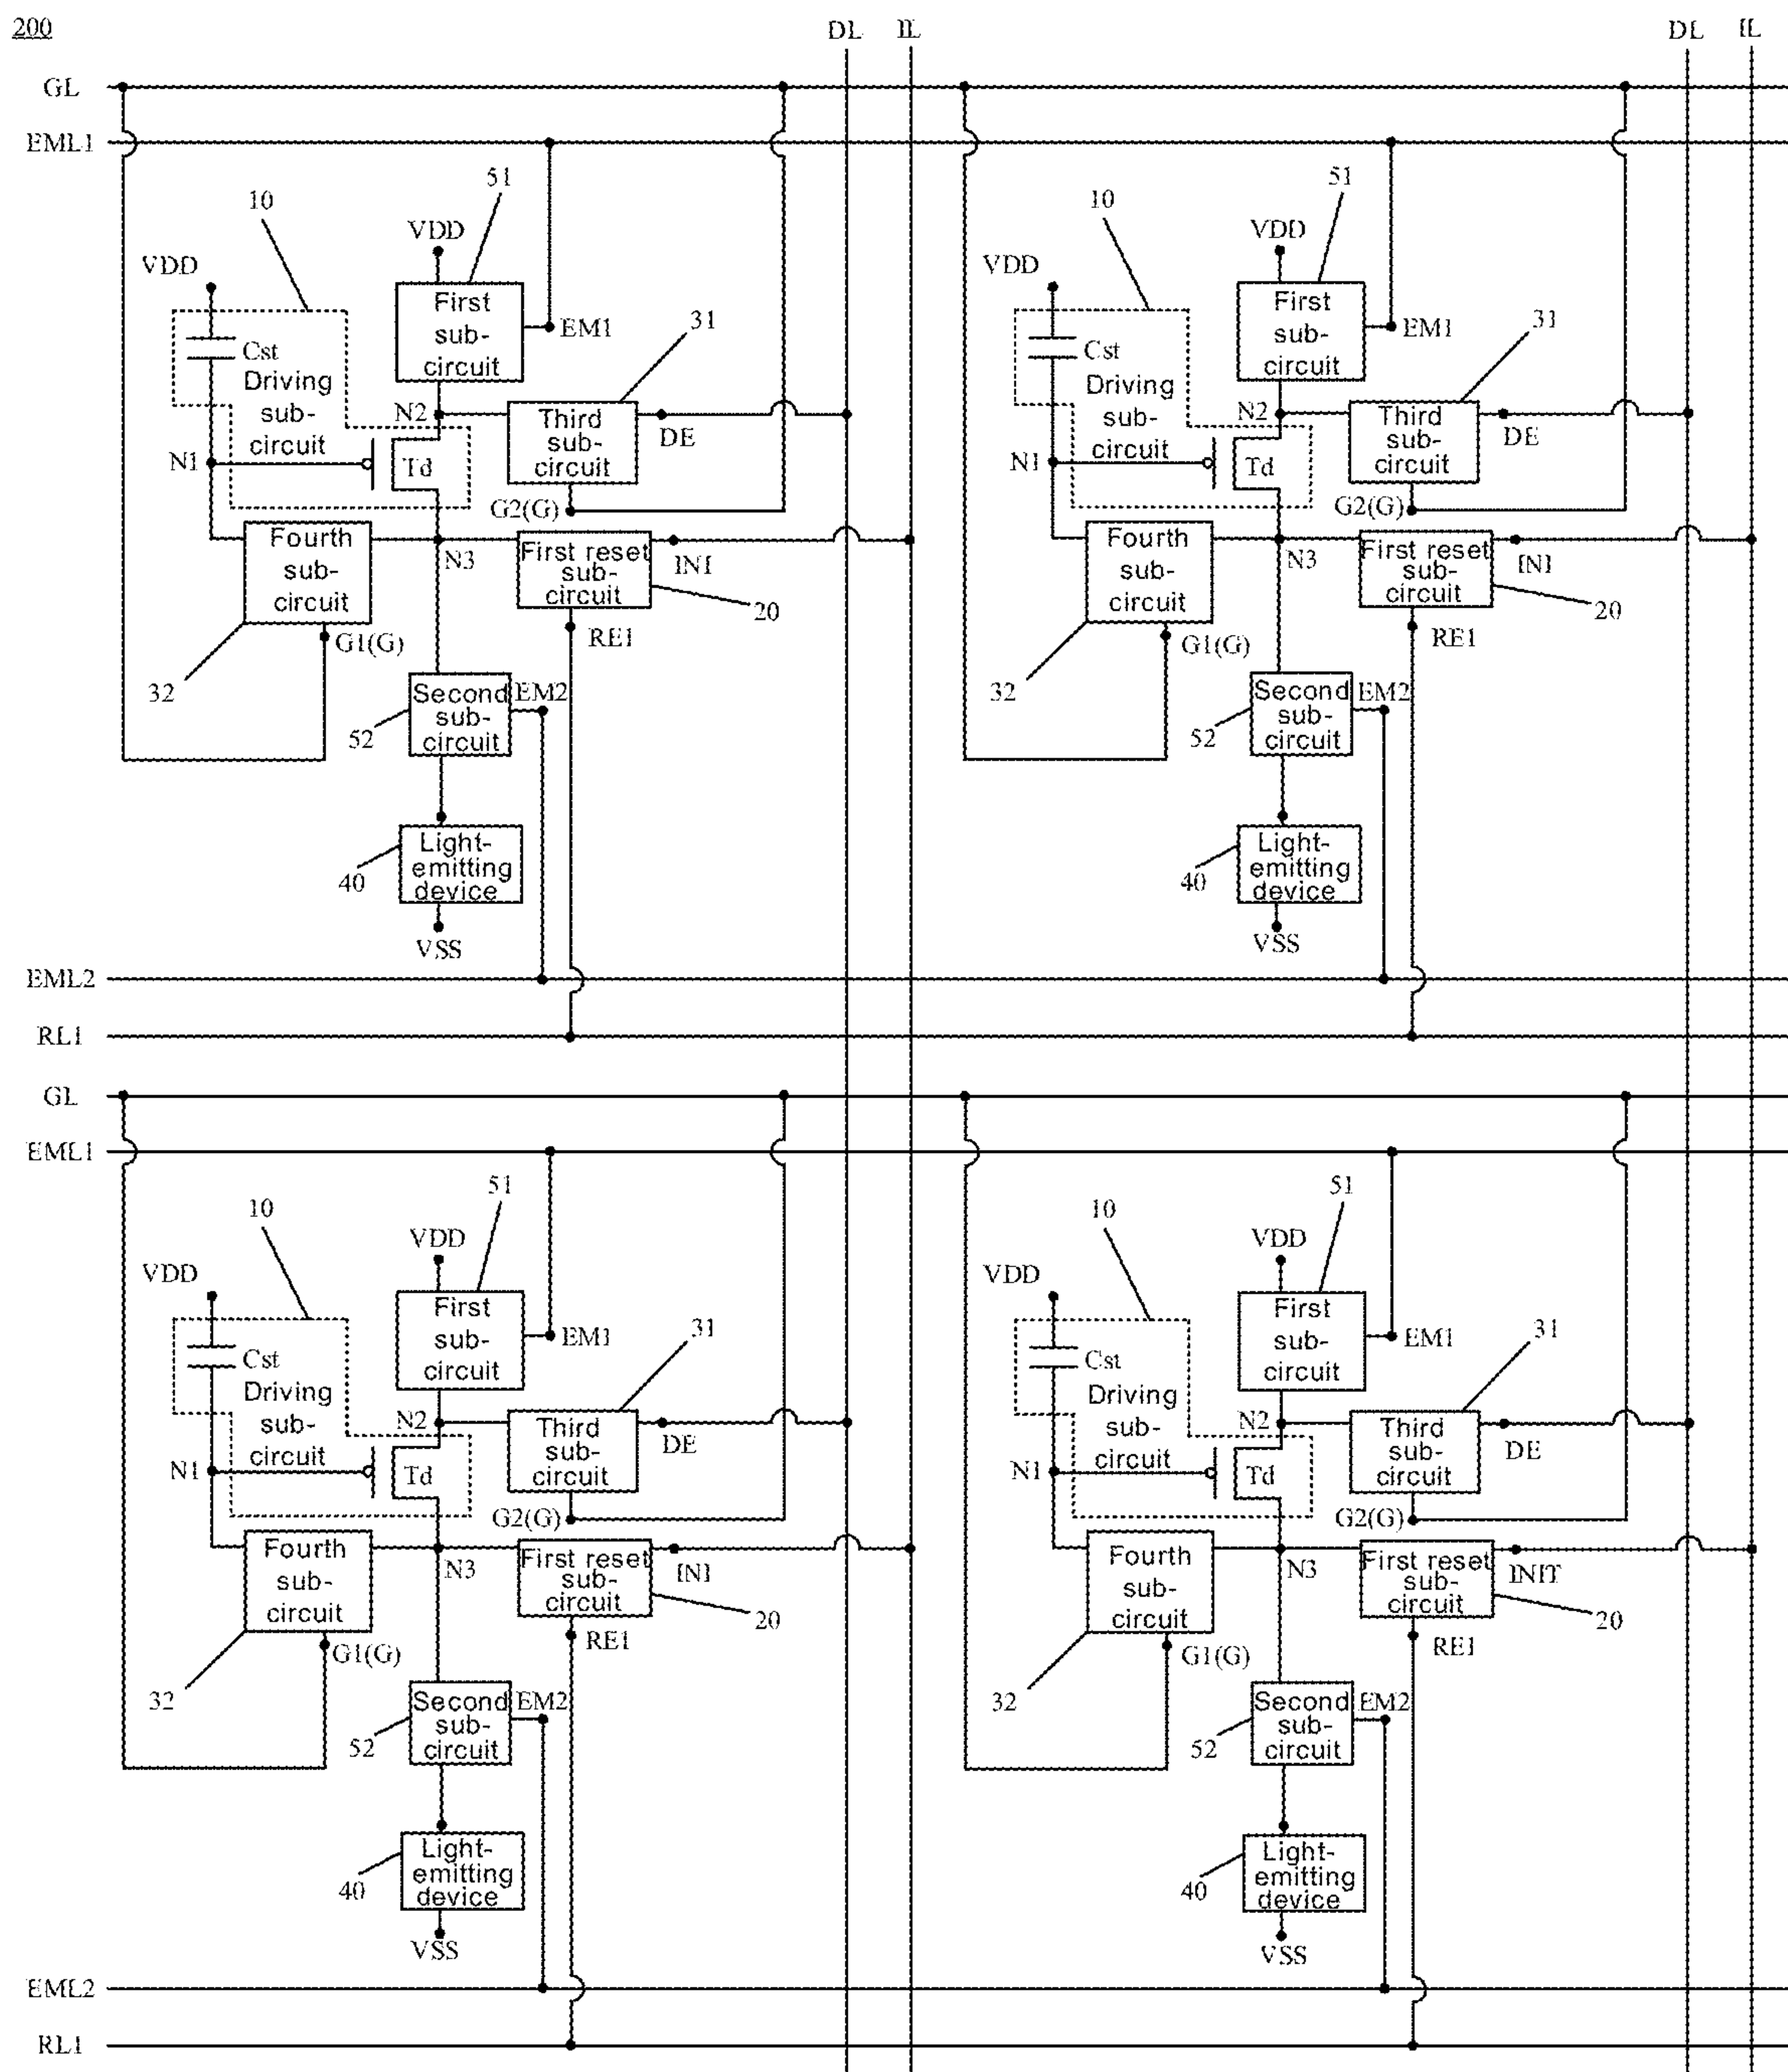 200
DL IL DL IL
GL
EML1
51 51
10 10
VDD VDD
VDD VDD
First
sub-
circuit
EM1
31
First
sub-
circuit
EM1
31
Cst
Driving
sub-
circuit
Cst
Driving
sub-
circuit
N2
Third
sub-
circuit
DE
N2
Third
sub-
circuit
DE
N1
Td
N1
Td
G2(G)
G2(G)
Fourth
sub-
circuit
N3
First reset
sub-
circuit
INI
20
Fourth
sub-
circuit
N3
First reset
sub-
circuit
INI
20
G1(G)
RE1
G1(G)
RE1
32
Second
sub-
circuit
EM2
52
32
Second
sub-
circuit
EM2
52
Light-
emitting
device
40
Light-
emitting
device
40
VSS
VSS
EML2
RL1
GL
EML1
51 51
10 10
VDD VDD
VDD VDD
First
sub-
circuit
EM1
31
First
sub-
circuit
EM1
31
Cst
Driving
sub-
circuit
Cst
Driving
sub-
circuit
N2
Third
sub-
circuit
DE
N2
Third
sub-
circuit
DE
N1
Td
N1
Td
G2(G)
G2(G)
Fourth
sub-
circuit
N3
First reset
sub-
circuit
INI
20
Fourth
sub-
circuit
N3
First reset
sub-
circuit
INIT
20
G1(G)
RE1
G1(G)
RE1
32
Second
sub-
circuit
EM2
52
32
Second
sub-
circuit
EM2
52
Light-
emitting
device
40
Light-
emitting
device
40
VSS
VSS
EML2
RL1